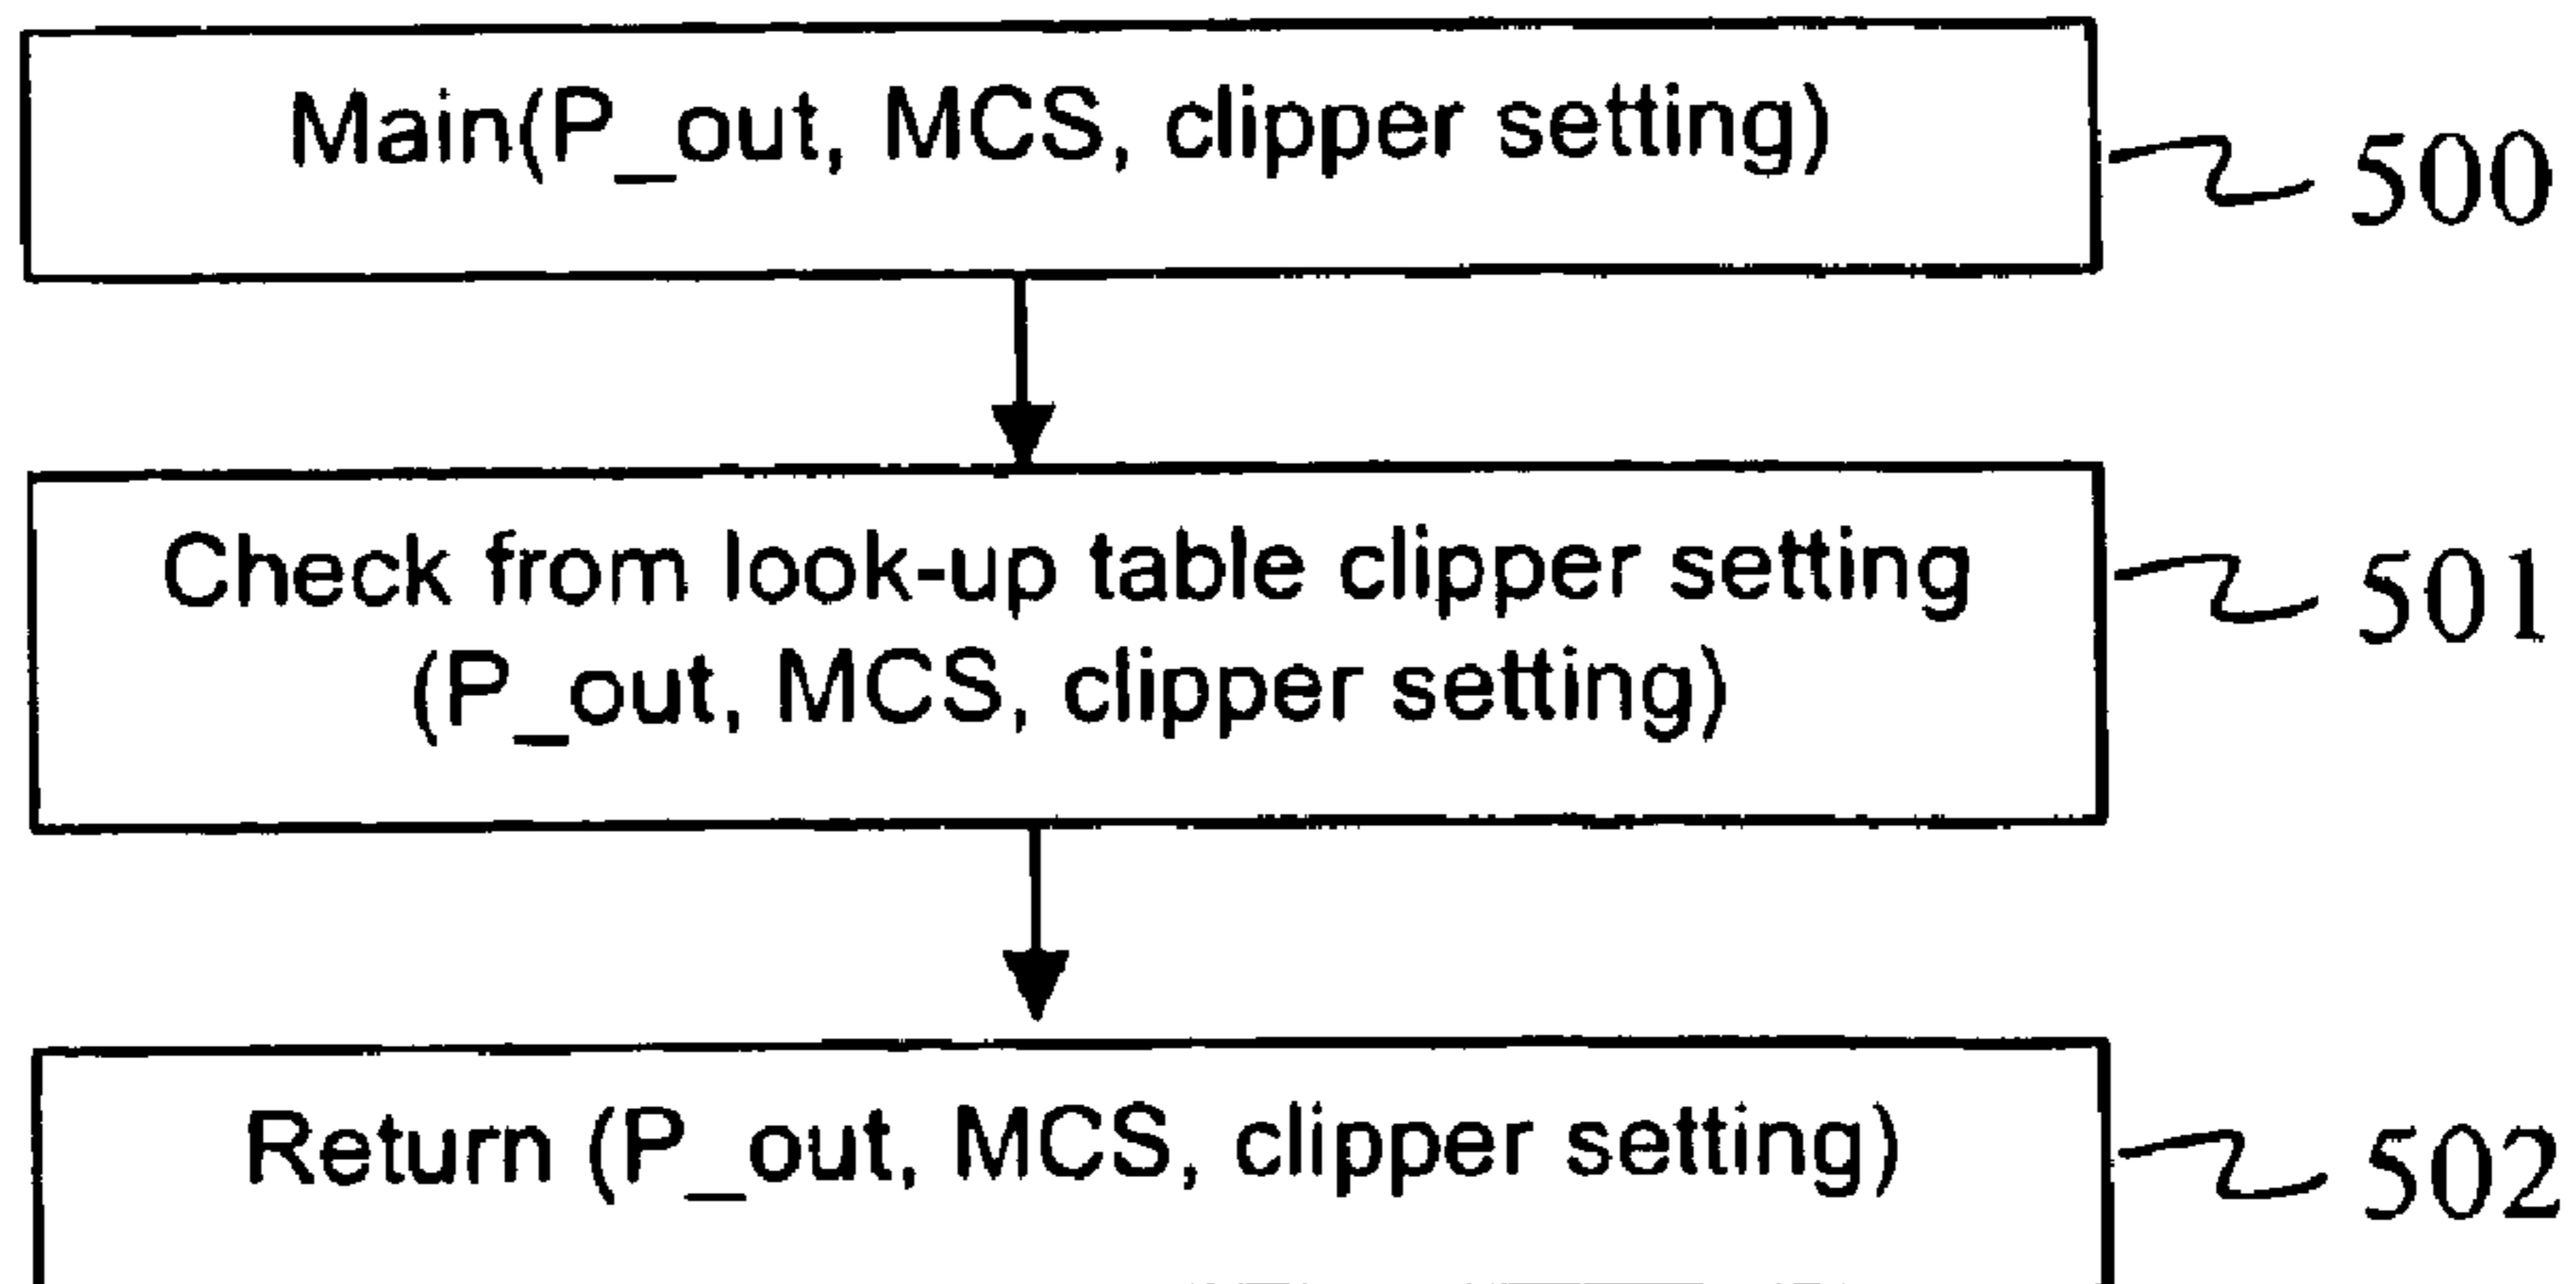 Main(P_out, MCS, clipper setting)
500
Check from look-up table clipper setting
(P_out, MCS, clipper setting)
501
Return (P_out, MCS, clipper setting)
502